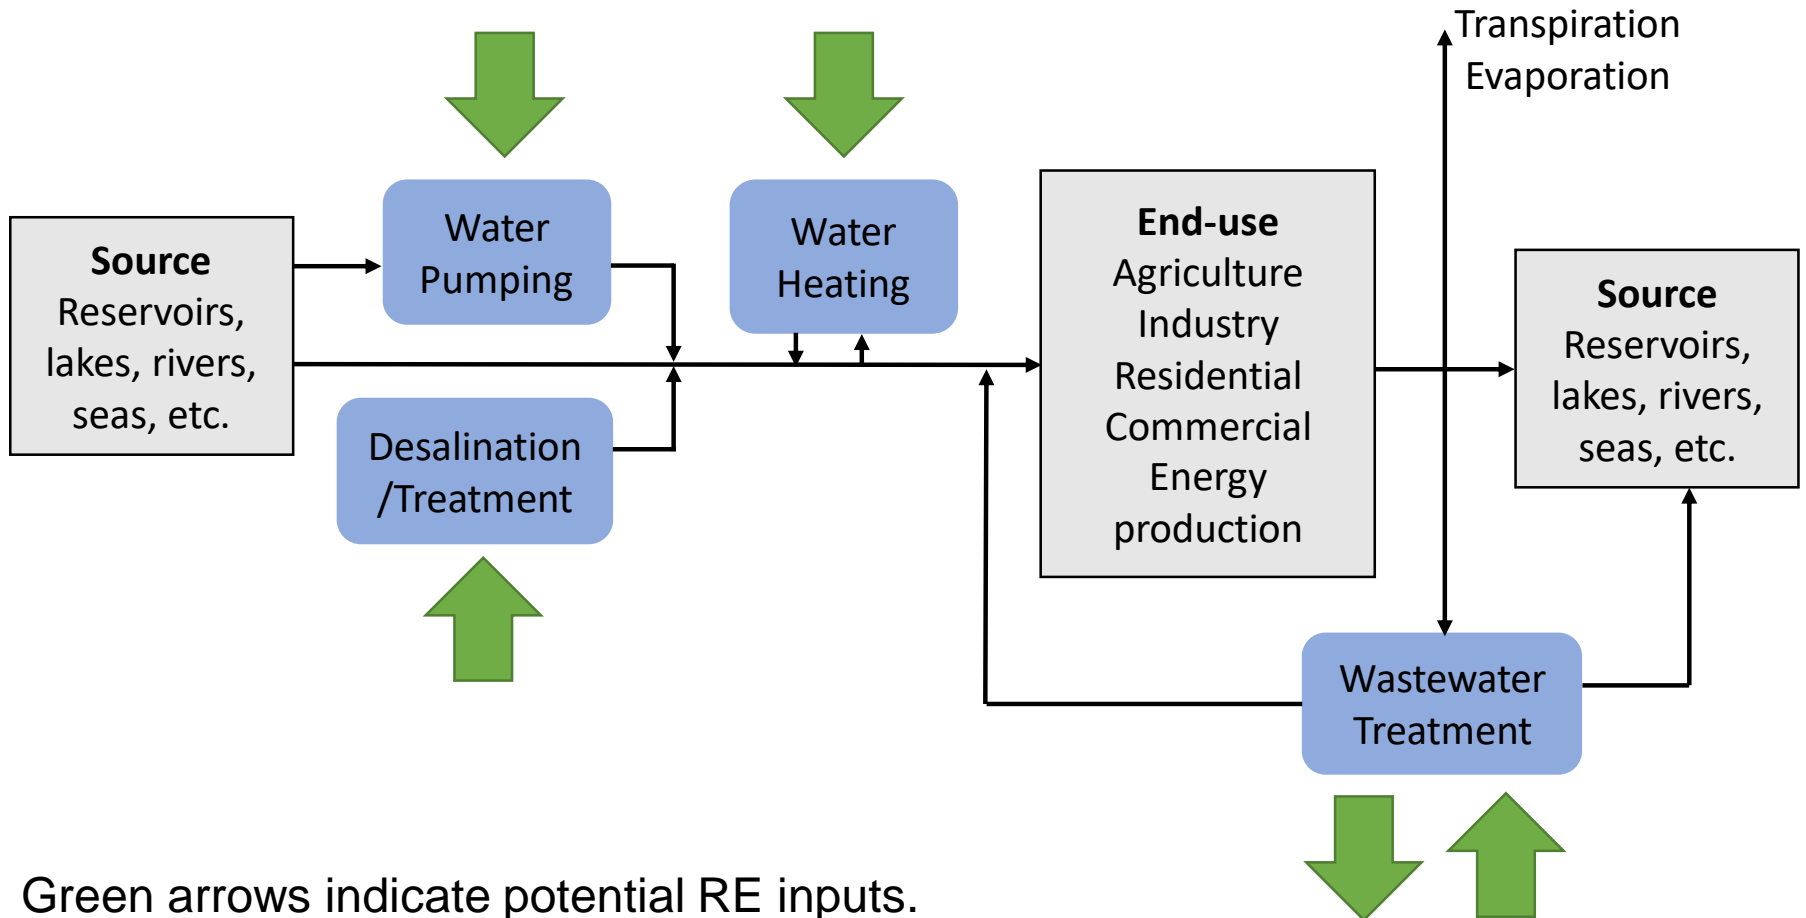 Transpiration
Evaporation
Water
Pumping
Water
Heating
Source
Reservoirs,
lakes, rivers,
seas, etc.
Desalination
/Treatment
End-use
Agriculture
Industry
Residential
Commercial
Energy
production
Source
Reservoirs,
lakes, rivers,
seas, etc.
Wastewater
Treatment
Green arrows indicate potential RE inputs.